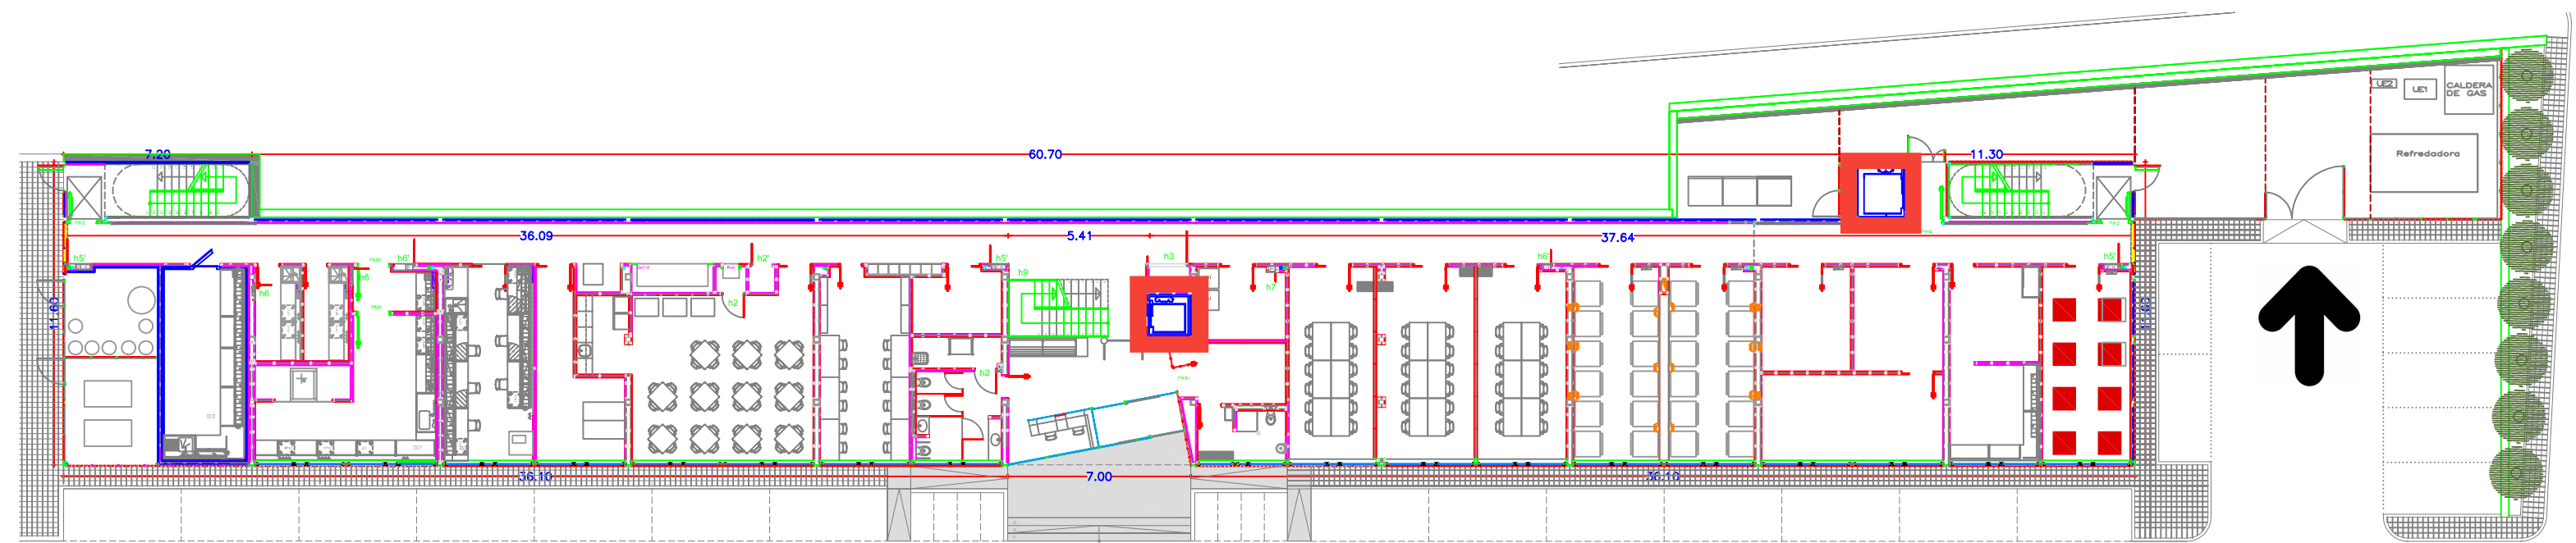 UE2
UE1
CALDERA
DE GAS
Refredadora
7.20
60.70
11.30
36.09
5.41
37.64
h5'
h6'
h2'
h5'
h9
h3
h6'
h5'
h6
h6
h7
h2
h2
11.60
36.10
7.00
36.10